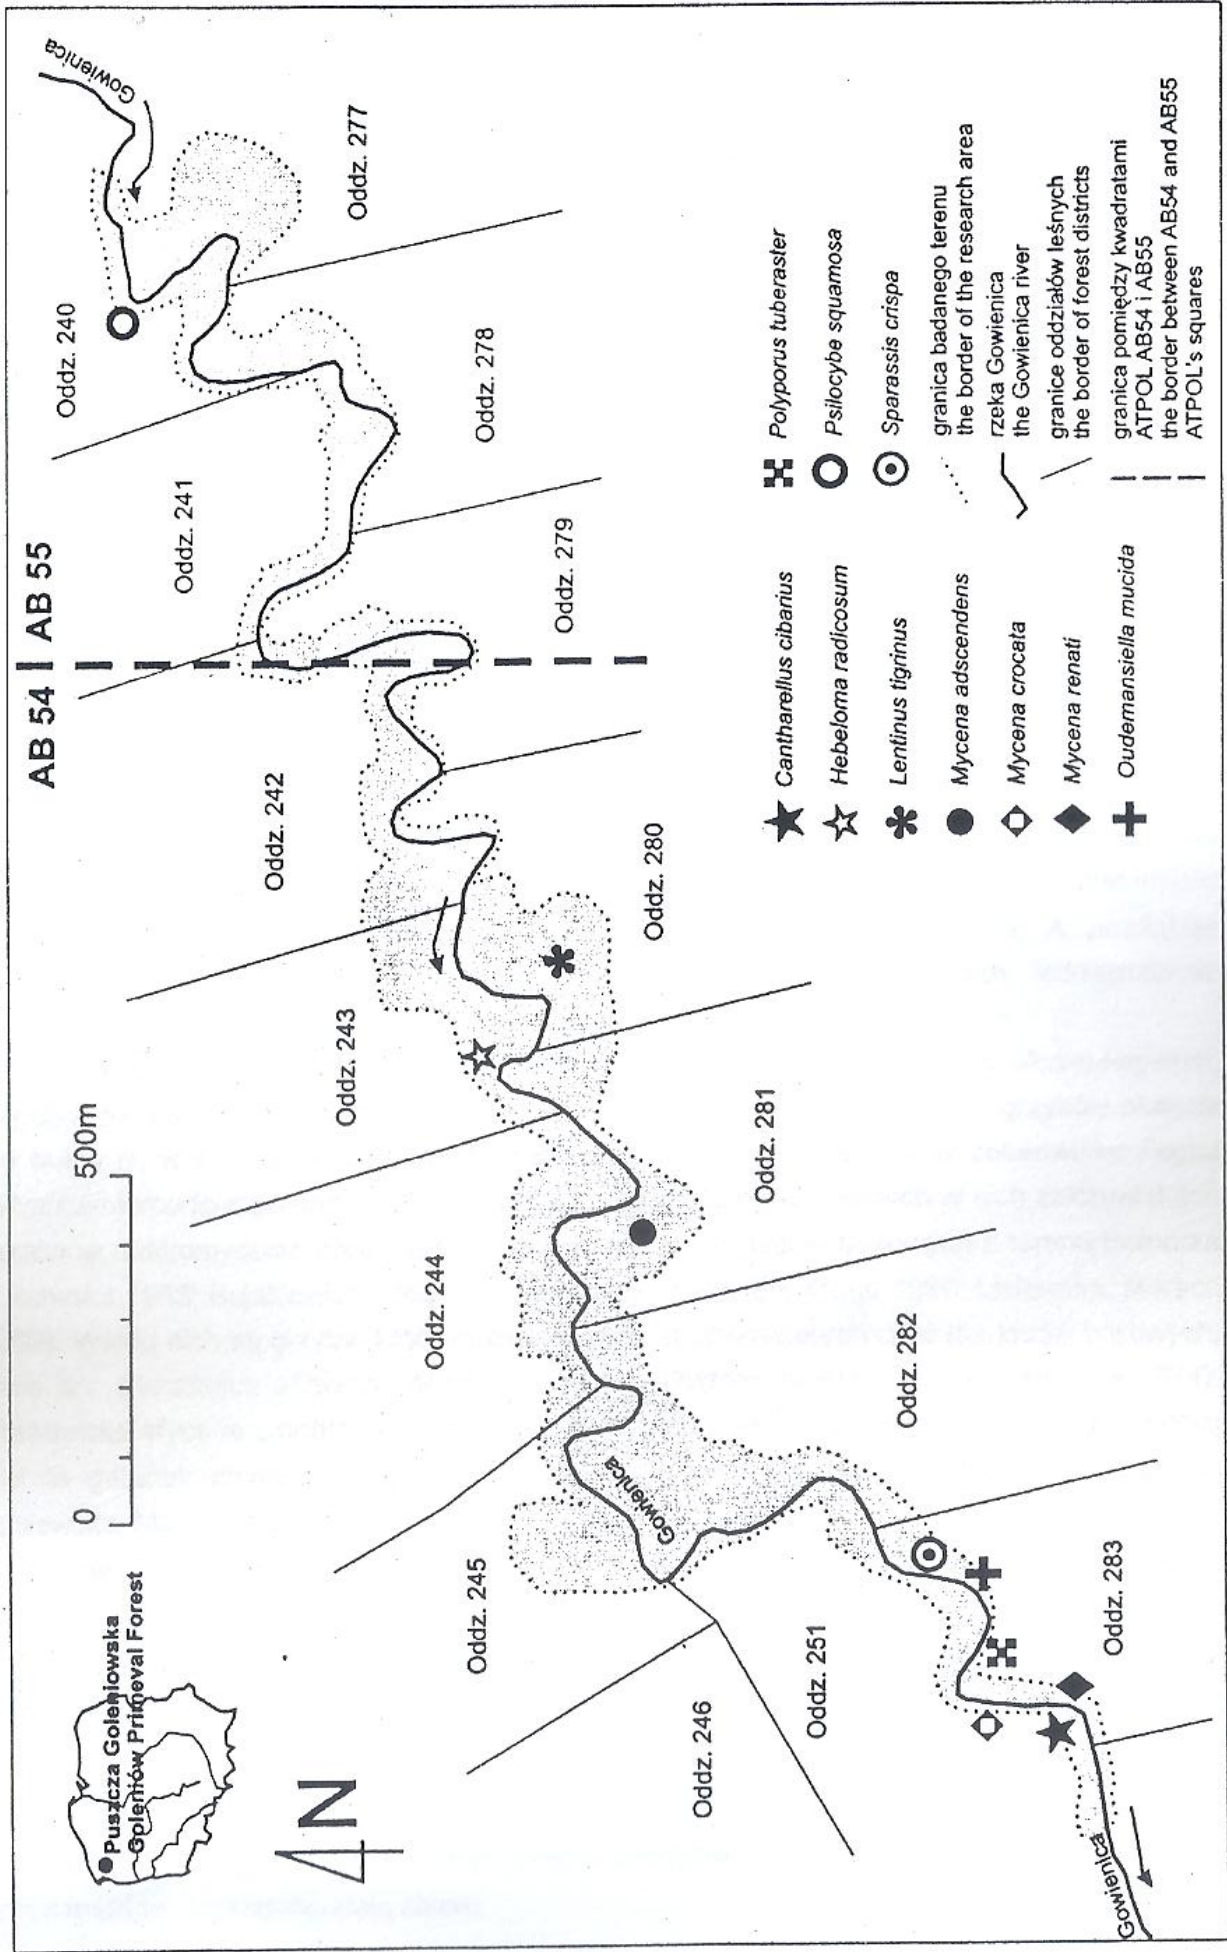 Puszcza Goleniowska
Goleniów Primeval Forest
N
0 500m
AB 54
AB 55
Gowienica
Oddz. 240
Oddz. 241
Oddz. 242
Oddz. 243
Oddz. 244
Oddz. 245
Oddz. 246
Oddz. 251
Oddz. 277
Oddz. 278
Oddz. 279
Oddz. 280
Oddz. 281
Oddz. 282
Oddz. 283
Gowienica
Gowienica
Cantharellus cibarius
Hebeloma radicosum
Lentinus tigrinus
Mycena adscendens
Mycena crocata
Mycena renati
Oudemansiella mucida
Polyporus tuberaster
Psilocybe squamosa
Sparassis crispa
granica badanego terenu
the border of the research area
rzeka Gowienica
the Gowienica river
granice oddziałów leśnych
the border of forest districts
granica pomiędzy kwadratami
ATPOL AB54 i AB55
the border between AB54 and AB55
ATPOL's squares